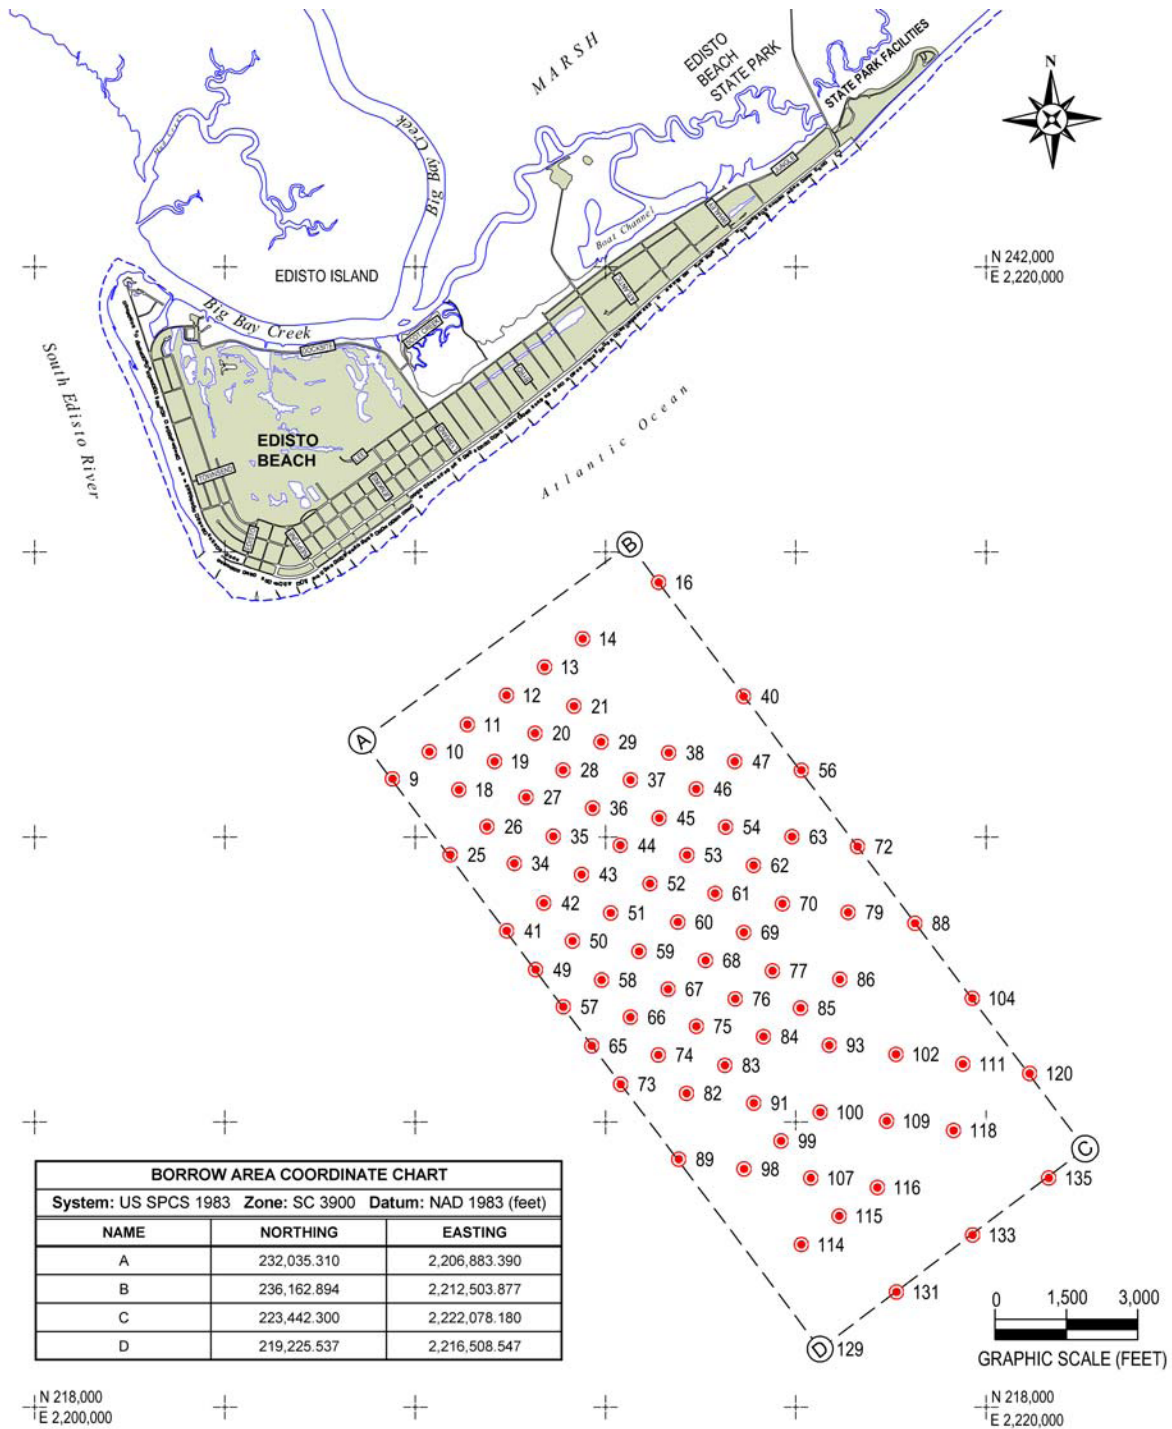 MARSH
EDISTO
BEACH
STATE PARK
STATE PARK FACILITIES
N
Big Bay Creek
Big Bay Creek
JUNGLE
Boat Channel
EDISTO ISLAND
N 242,000
E 2,220,000
Big Bay Creek
SCOT CREEK
South Edisto River
EDISTO
BEACH
LEE
TOWNSEND
Atlantic Ocean
B
16
14
13
12
21
40
11
20
29
A
10
19
38
47
9
28
56
18
37
46
27
36
45
26
54
35
63
44
72
25
53
34
62
43
52
61
42
70
79
51
60
88
41
69
50
59
68
49
77
58
86
67
76
104
57
85
66
75
84
65
93
74
102
83
111
73
120
82
91
100
109
118
99
C
89
98
107
135
116
115
133
114
131
D 129
BORROW AREA COORDINATE CHART
System: US SPCS 1983 Zone: SC 3900 Datum: NAD 1983 (feet)
NAME NORTHING EASTING
A 232,035.310 2,206,883.390
B 236,162.894 2,212,503.877
C 223,442.300 2,222,078.180
D 219,225.537 2,216,508.547
0 1,500 3,000
GRAPHIC SCALE (FEET)
N 218,000
E 2,200,000
N 218,000
E 2,220,000